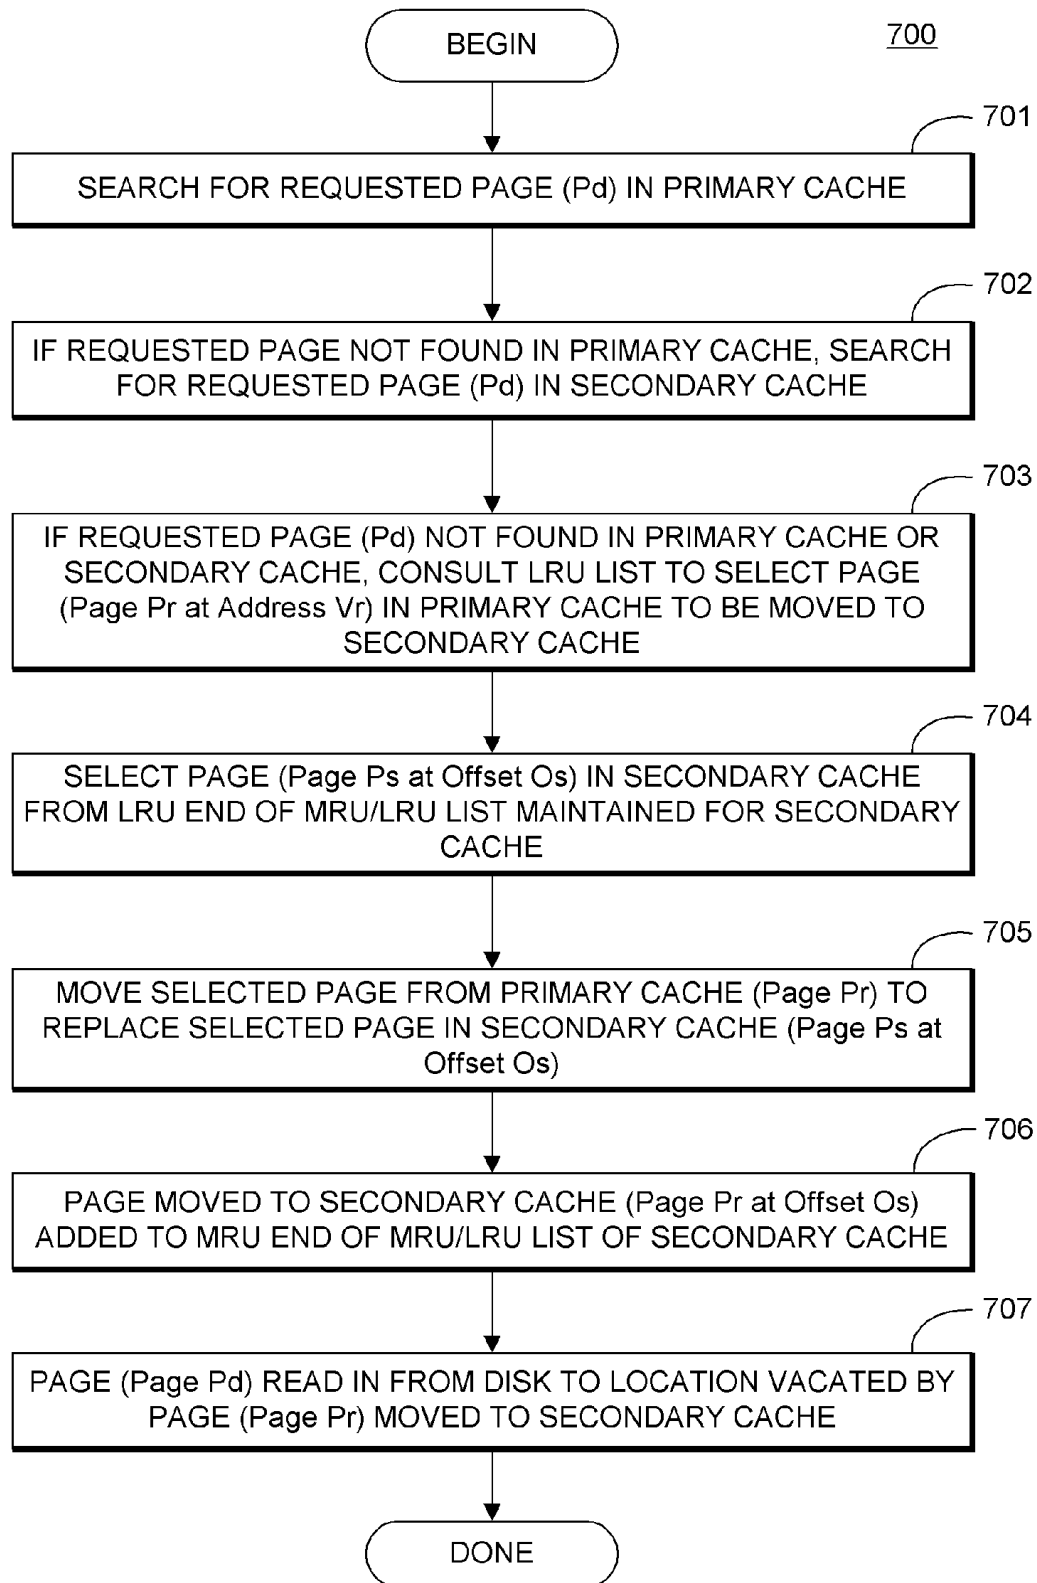 BEGIN
700
701
SEARCH FOR REQUESTED PAGE (Pd) IN PRIMARY CACHE
702
IF REQUESTED PAGE NOT FOUND IN PRIMARY CACHE, SEARCH
FOR REQUESTED PAGE (Pd) IN SECONDARY CACHE
703
IF REQUESTED PAGE (Pd) NOT FOUND IN PRIMARY CACHE OR
SECONDARY CACHE, CONSULT LRU LIST TO SELECT PAGE
(Page Pr at Address Vr) IN PRIMARY CACHE TO BE MOVED TO
SECONDARY CACHE
704
SELECT PAGE (Page Ps at Offset Os) IN SECONDARY CACHE
FROM LRU END OF MRU/LRU LIST MAINTAINED FOR SECONDARY
CACHE
705
MOVE SELECTED PAGE FROM PRIMARY CACHE (Page Pr) TO
REPLACE SELECTED PAGE IN SECONDARY CACHE (Page Ps at
Offset Os)
706
PAGE MOVED TO SECONDARY CACHE (Page Pr at Offset Os)
ADDED TO MRU END OF MRU/LRU LIST OF SECONDARY CACHE
707
PAGE (Page Pd) READ IN FROM DISK TO LOCATION VACATED BY
PAGE (Page Pr) MOVED TO SECONDARY CACHE
DONE